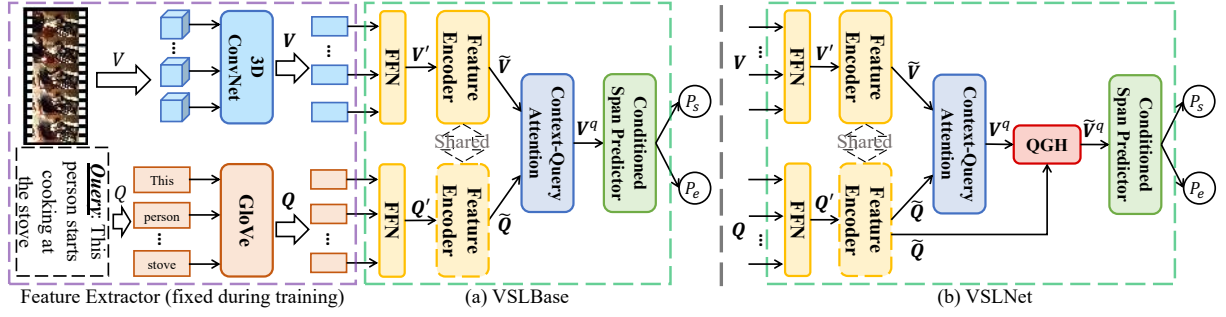 V
3D
ConvNet
V
FFN
V′
Feature
Encoder
Ṽ
Shared
Context-Query
Attention
V^q
Conditioned
Span Predictor
P_s
P_e
Query: This
person starts
cooking at
the stove
Q
This
person
...
stove
GloVe
Q
FFN
Q′
Feature
Encoder
Q̃
Feature Extractor (fixed during training)
(a) VSLBase
V
...
FFN
V′
Feature
Encoder
Ṽ
Shared
Context-Query
Attention
V^q
QGH
Ṽ^q
Conditioned
Span Predictor
P_s
P_e
Q
...
FFN
Q′
Feature
Encoder
Q̃
Q̃
(b) VSLNet